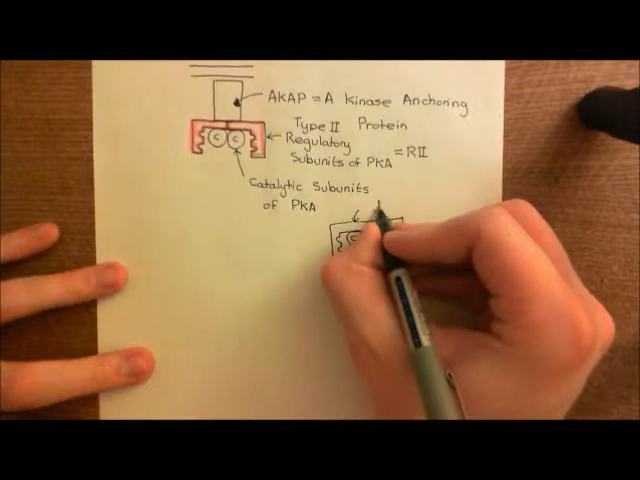 AKAP = A Kinase Anchoring
Protein
Type II
Regulatory
Subunits of PKA = RII
C C
Catalytic Subunits
of PKA
C